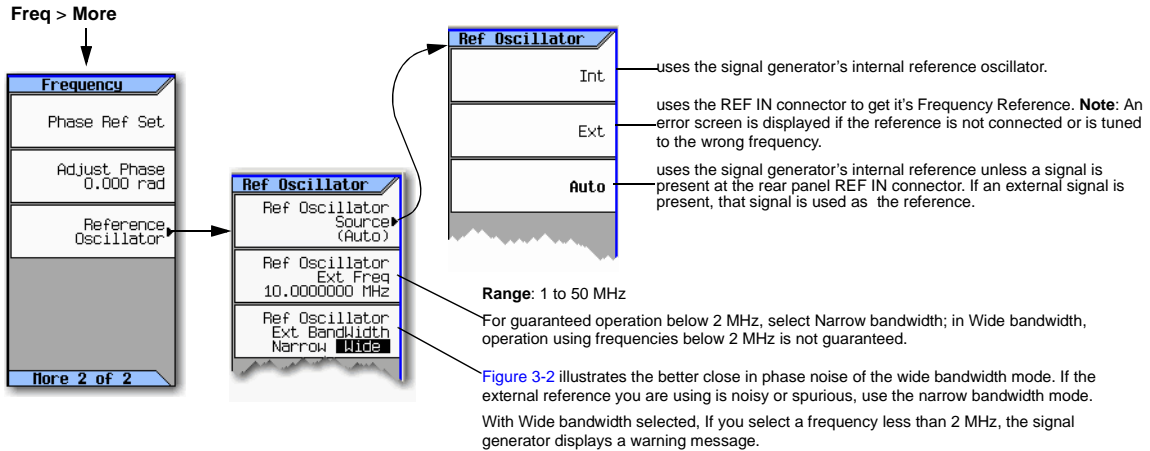 Freq > More
Frequency
Phase Ref Set
Adjust Phase
0.000 rad
Reference
Oscillator
More 2 of 2
Ref Oscillator
Ref Oscillator
Source
(Auto)
Ref Oscillator
Ext Freq
10.0000000 MHz
Ref Oscillator
Ext BandWidth
Narrow Wide
Ref Oscillator
Int
Ext
Auto
uses the signal generator's internal reference oscillator.
uses the REF IN connector to get it's Frequency Reference. Note: An
error screen is displayed if the reference is not connected or is tuned
to the wrong frequency.
uses the signal generator's internal reference unless a signal is
present at the rear panel REF IN connector. If an external signal is
present, that signal is used as the reference.
Range: 1 to 50 MHz
For guaranteed operation below 2 MHz, select Narrow bandwidth; in Wide bandwidth,
operation using frequencies below 2 MHz is not guaranteed.
Figure 3-2 illustrates the better close in phase noise of the wide bandwidth mode. If the
external reference you are using is noisy or spurious, use the narrow bandwidth mode.
With Wide bandwidth selected, If you select a frequency less than 2 MHz, the signal
generator displays a warning message.